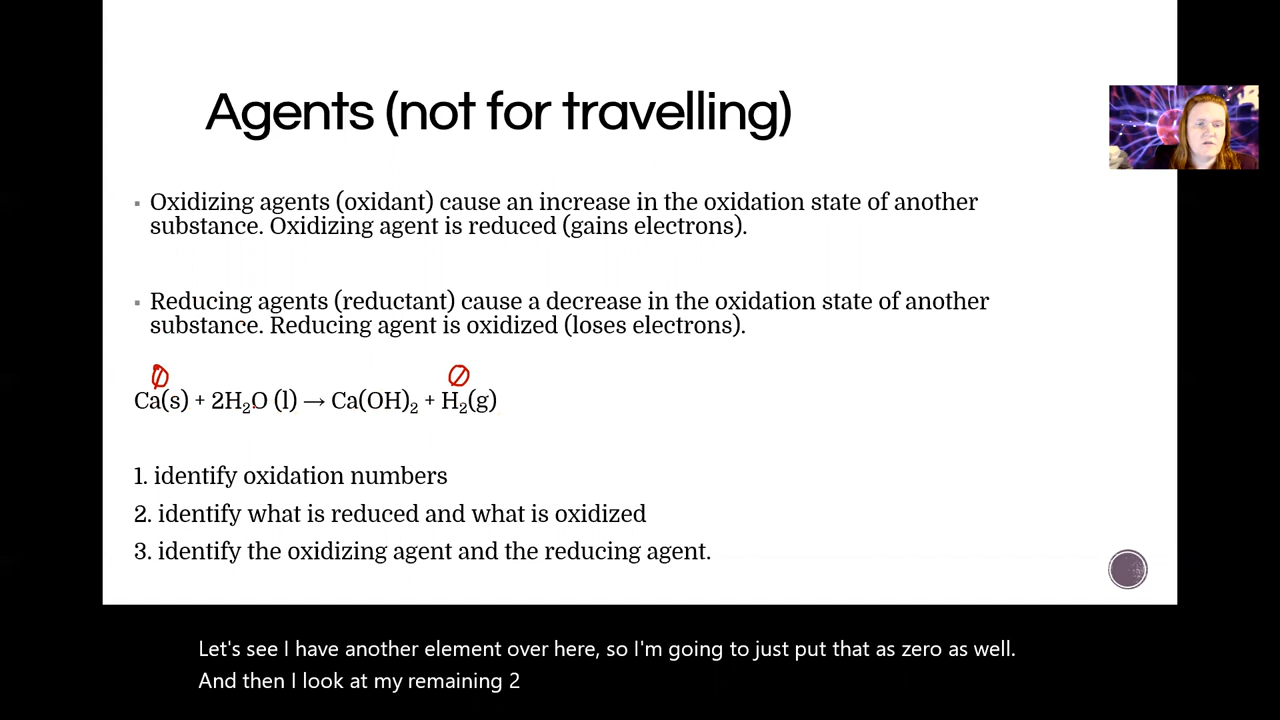 Agents (not for travelling)
▪ Oxidizing agents (oxidant) cause an increase in the oxidation state of another
substance. Oxidizing agent is reduced (gains electrons).
▪ Reducing agents (reductant) cause a decrease in the oxidation state of another
substance. Reducing agent is oxidized (loses electrons).
0 0
Ca(s) + 2H₂O (l) → Ca(OH)₂ + H₂(g)
1. identify oxidation numbers
2. identify what is reduced and what is oxidized
3. identify the oxidizing agent and the reducing agent.
Let's see I have another element over here, so I'm going to just put that as zero as well.
And then I look at my remaining 2